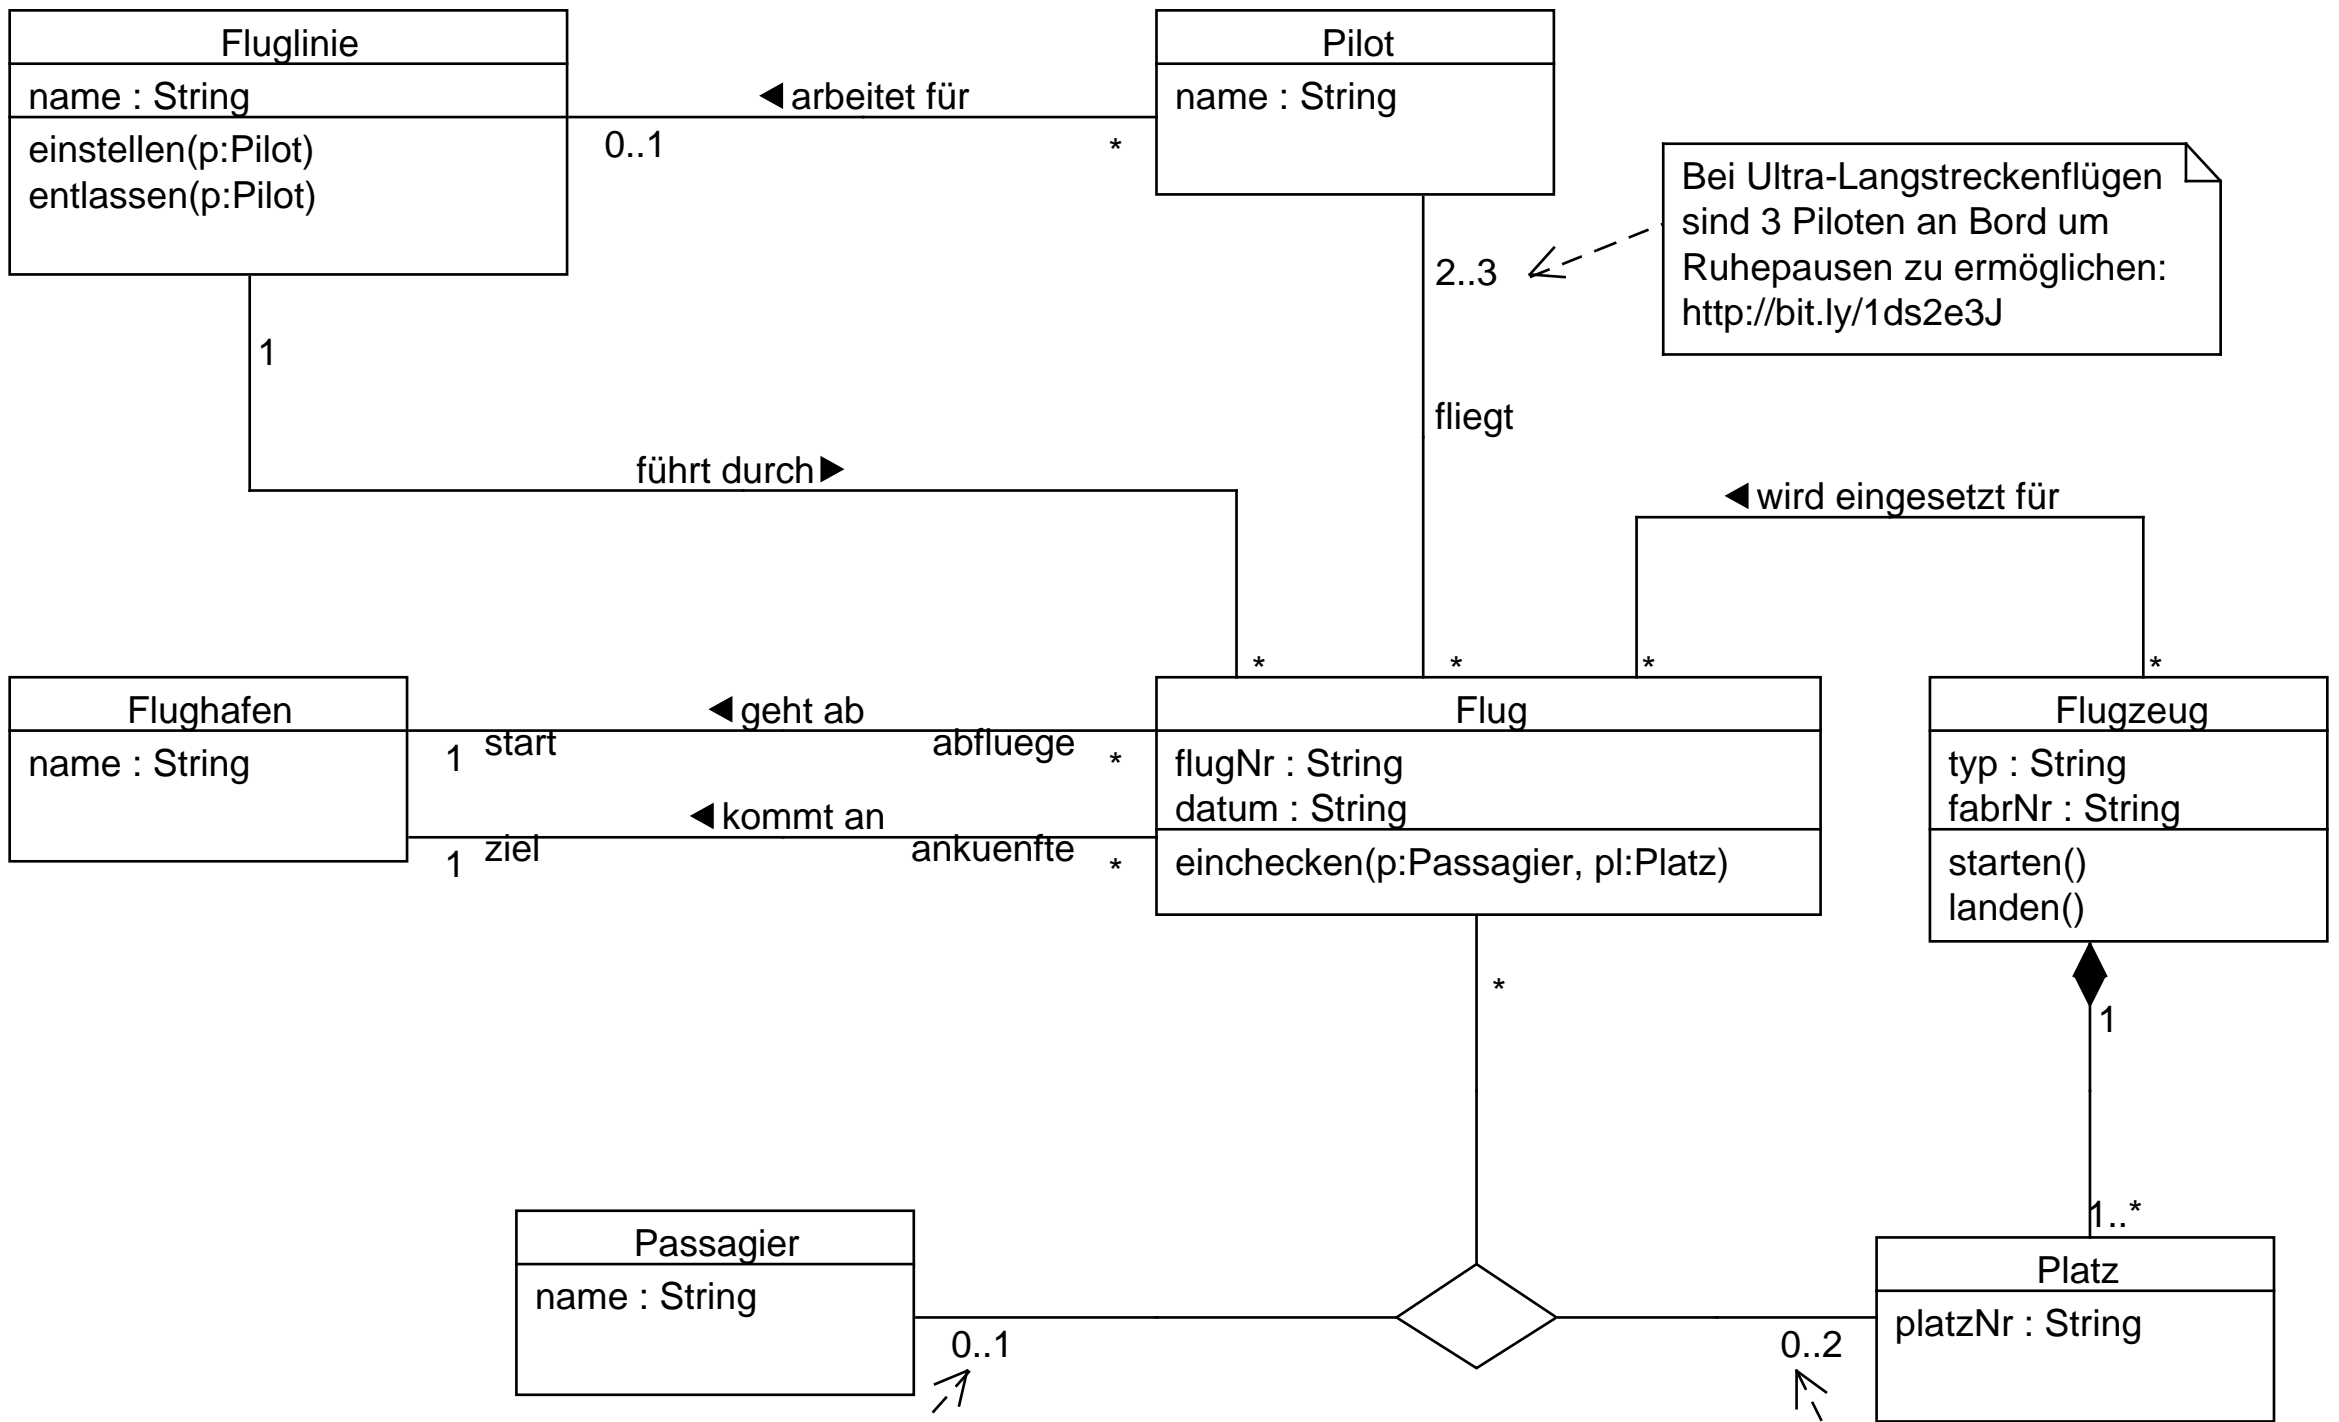 Fluglinie
name : String
einstellen(p:Pilot)
entlassen(p:Pilot)
◀ arbeitet für
0..1
*
Pilot
name : String
Bei Ultra-Langstreckenflügen
sind 3 Piloten an Bord um
Ruhepausen zu ermöglichen:
http://bit.ly/1ds2e3J
2..3
fliegt
1
führt durch ▶
◀ wird eingesetzt für
*
*
*
*
Flughafen
name : String
◀ geht ab
1
start
abfluege
*
◀ kommt an
1
ziel
ankuenfte
*
Flug
flugNr : String
datum : String
einchecken(p:Passagier, pl:Platz)
Flugzeug
typ : String
fabrNr : String
starten()
landen()
*
1
1..*
Passagier
name : String
0..1
0..2
Platz
platzNr : String